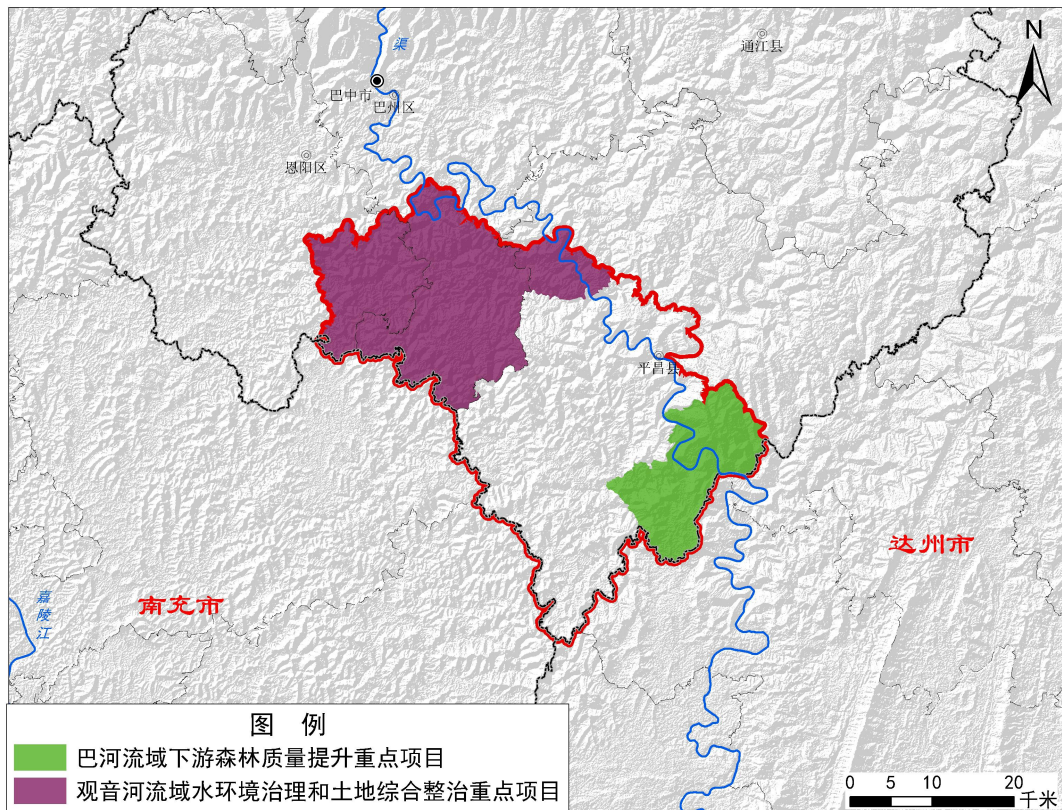 N
渠
通江县
巴中市
巴州区
恩阳区
平昌县
达州市
南充市
嘉陵江
图 例
巴河流域下游森林质量提升重点项目
观音河流域水环境治理和土地综合整治重点项目
0 5 10 20
千米